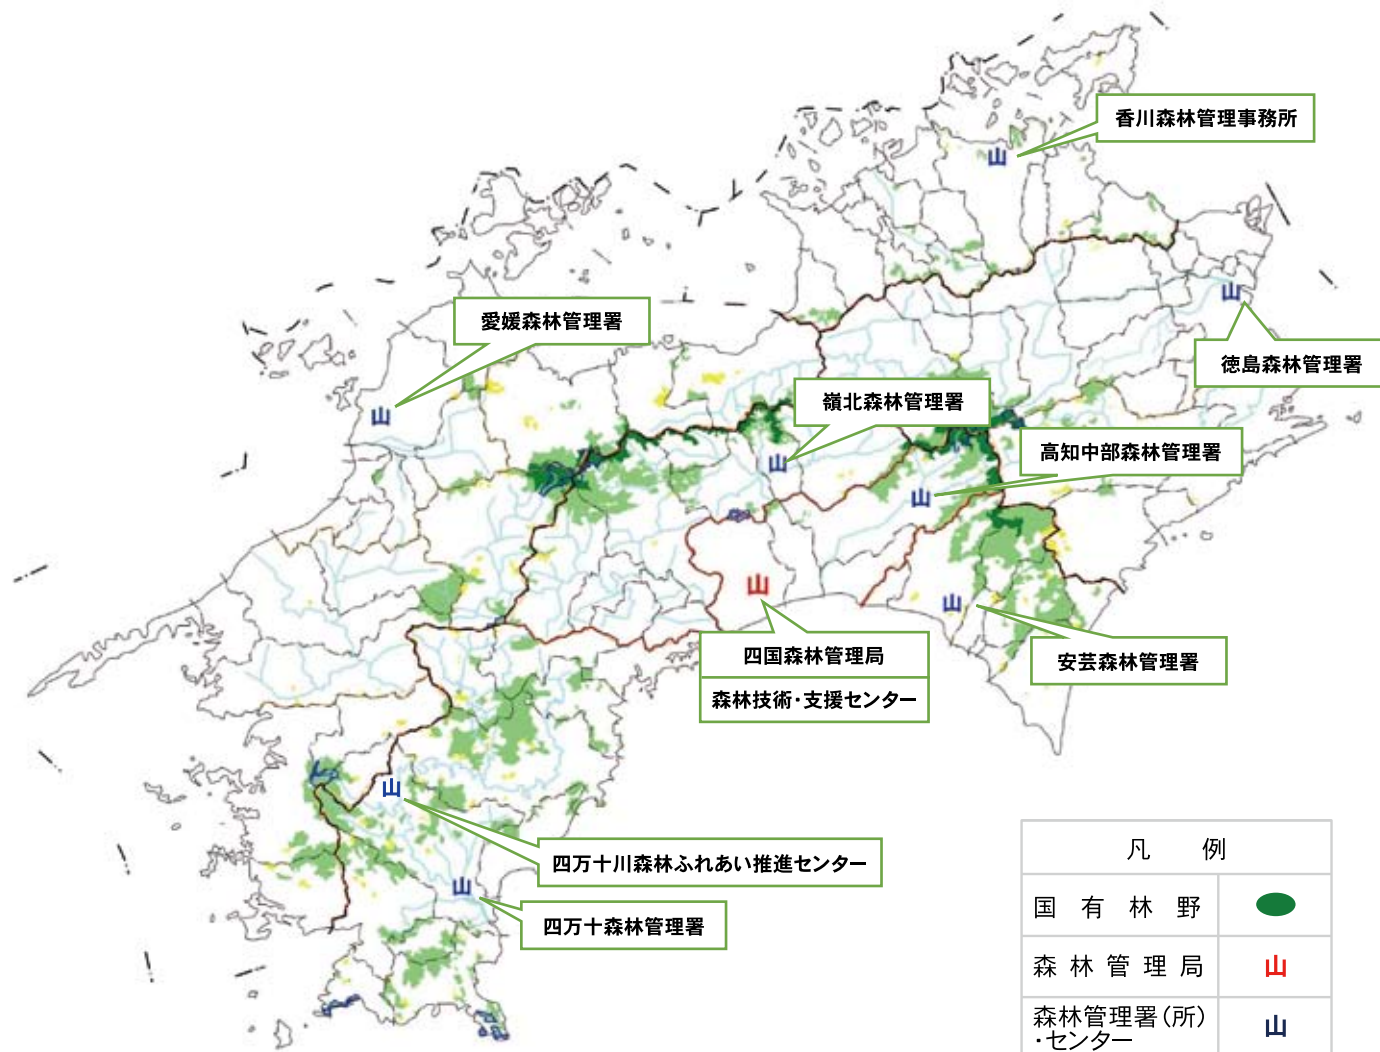 香川森林管理事務所
愛媛森林管理署
徳島森林管理署
嶺北森林管理署
高知中部森林管理署
四国森林管理局
森林技術・支援センター
安芸森林管理署
四万十川森林ふれあい推進センター
四万十森林管理署
凡 例
国有林野
森林管理局
森林管理署（所）
・センター